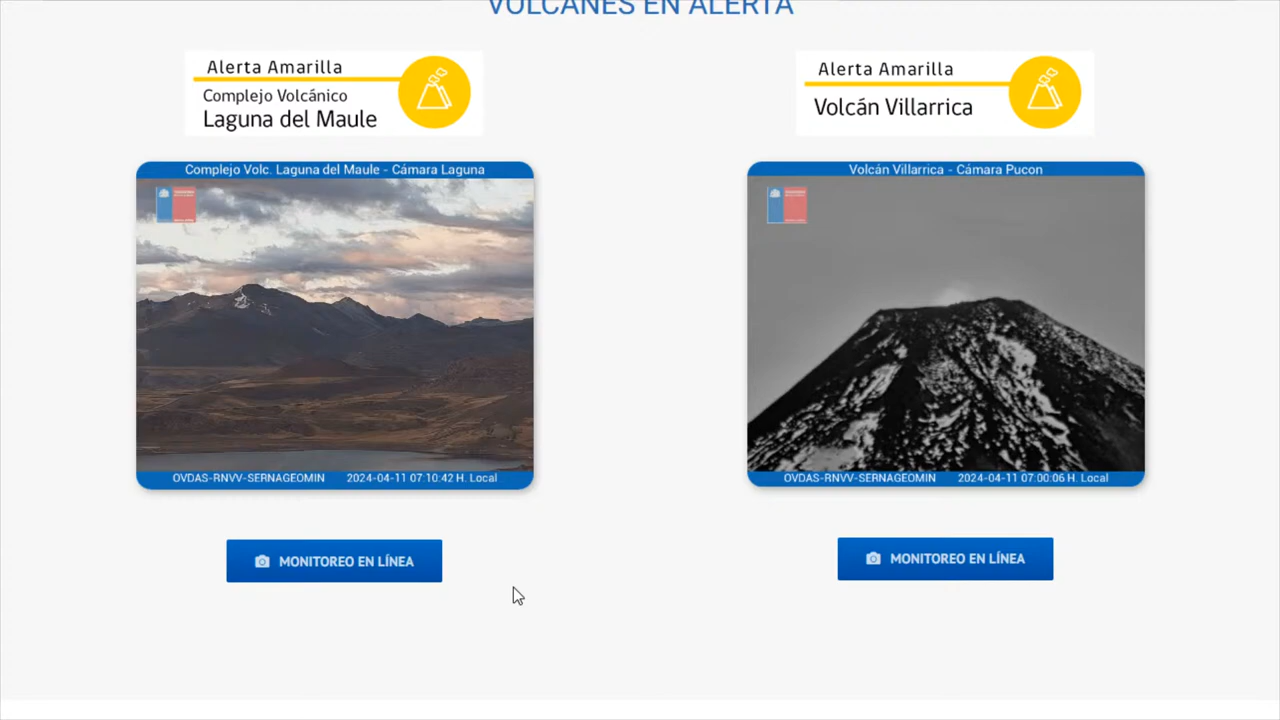 VOLCANES EN ALERTA
Alerta Amarilla
Complejo Volcánico
Laguna del Maule
Complejo Volc. Laguna del Maule - Cámara Laguna
OVDAS-RNVV-SERNAGEOMIN 2024-04-11 07:10:42 H. Local
MONITOREO EN LÍNEA
Alerta Amarilla
Volcán Villarrica
Volcán Villarrica - Cámara Pucon
OVDAS-RNVV-SERNAGEOMIN 2024-04-11 07:00:06 H. Local
MONITOREO EN LÍNEA